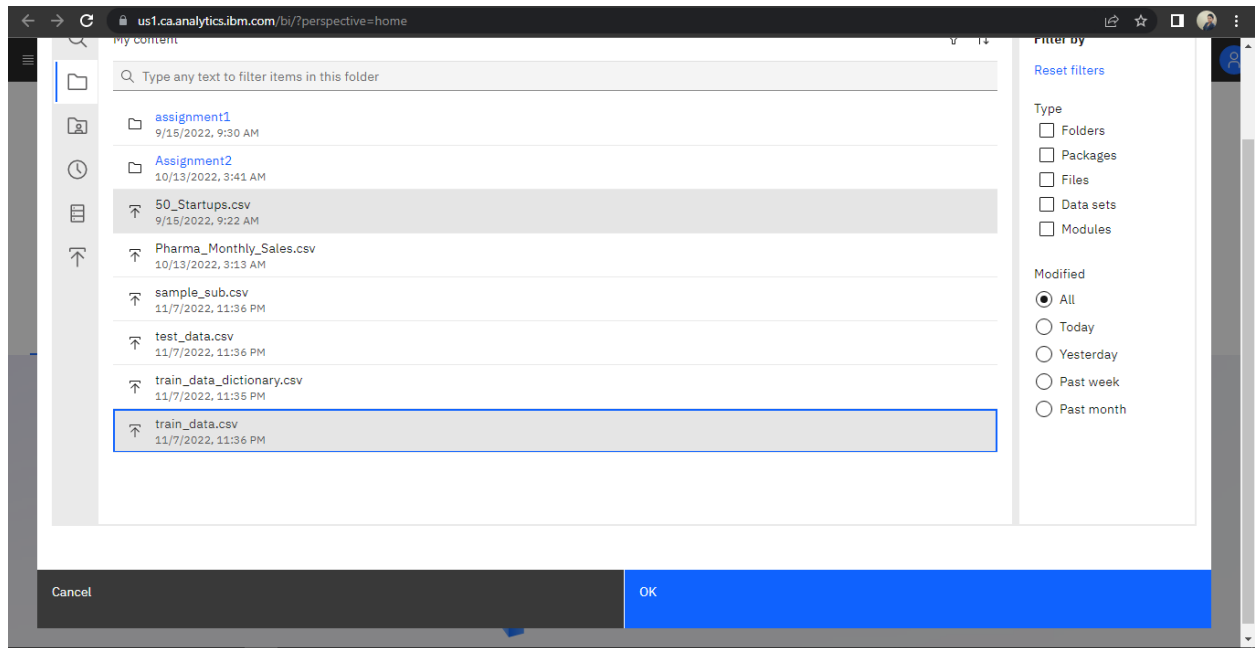 us1.ca.analytics.ibm.com/bi/?perspective=home
My content
Filter by
Type any text to filter items in this folder
Reset filters
assignment1
9/15/2022, 9:30 AM
Assignment2
10/13/2022, 3:41 AM
50_Startups.csv
9/15/2022, 9:22 AM
Pharma_Monthly_Sales.csv
10/13/2022, 3:13 AM
sample_sub.csv
11/7/2022, 11:36 PM
test_data.csv
11/7/2022, 11:36 PM
train_data_dictionary.csv
11/7/2022, 11:35 PM
train_data.csv
11/7/2022, 11:36 PM
Type
Folders
Packages
Files
Data sets
Modules
Modified
All
Today
Yesterday
Past week
Past month
Cancel
OK